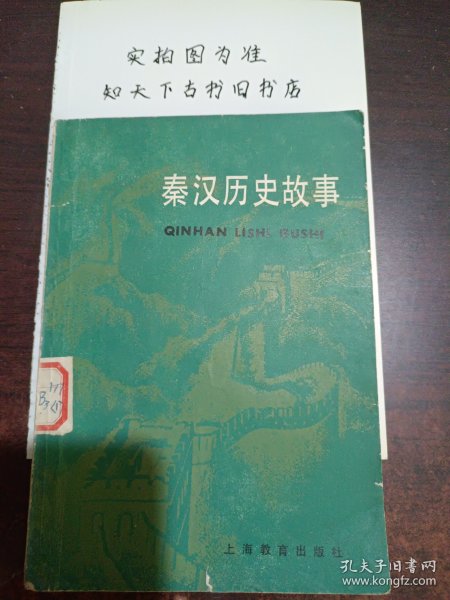 实拍图为准
知天下古书旧书店
秦汉历史故事
QINHAN LISHI GUSHI
上海教育出版社
孔夫子旧书网
www.kongfz.com